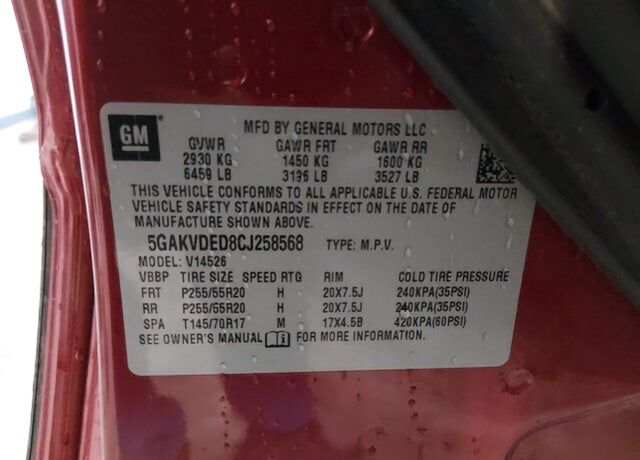 GM
MFD BY GENERAL MOTORS LLC
GVWR GAWR FRT GAWR RR
2930 KG 1450 KG 1600 KG
6459 LB 3196 LB 3527 LB
THIS VEHICLE CONFORMS TO ALL APPLICABLE U.S. FEDERAL MOTOR
VEHICLE SAFETY STANDARDS IN EFFECT ON THE DATE OF
MANUFACTURE SHOWN ABOVE.
5GAKVDED8CJ258568 TYPE: M.P.V.
MODEL: V14526
VBBP TIRE SIZE SPEED RTG RIM COLD TIRE PRESSURE
FRT P255/55R20 H 20X7.5J 240KPA(35PSI)
RR P255/55R20 H 20X7.5J 240KPA(35PSI)
SPA T145/70R17 M 17X4.5B 420KPA(60PSI)
SEE OWNER'S MANUAL FOR MORE INFORMATION.